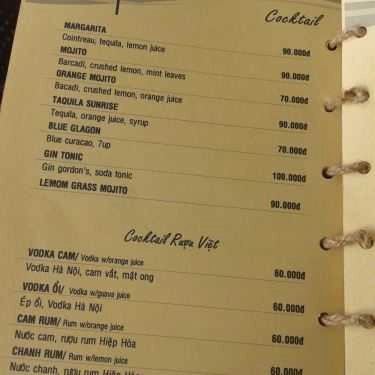 Cocktail
MARGARITA
Cointreau, tequila, lemon juice 90.000đ
MOJITO
Barcadi, crushed lemon, mint leaves 90.000đ
ORANGE MOJITO
Bacadi, crushed lemon, orange juice 70.000đ
TAQUILA SUNRISE
Tequila, orange juice, syrup 90.000đ
BLUE GLAGON
Blue curacao, 7up 70.000đ
GIN TONIC
Gin gordon's, soda tonic 100.000đ
LEMOM GRASS MOJITO
90.000đ
Cocktail Rượu Việt
VODKA CAM/ Vodka w/orange juice
Vodka Hà Nội, cam vắt, mật ong 60.000đ
VODKA ỔI/ Vodka w/guava juice
Ép ổi, Vodka Hà Nội 60.000đ
CAM RUM/ Rum w/orange juice
Nước cam, rượu rum Hiệp Hòa 60.000đ
CHANH RUM/ Rum w/lemon juice
Nước chanh, rượu rum Hiệp 60.000đ